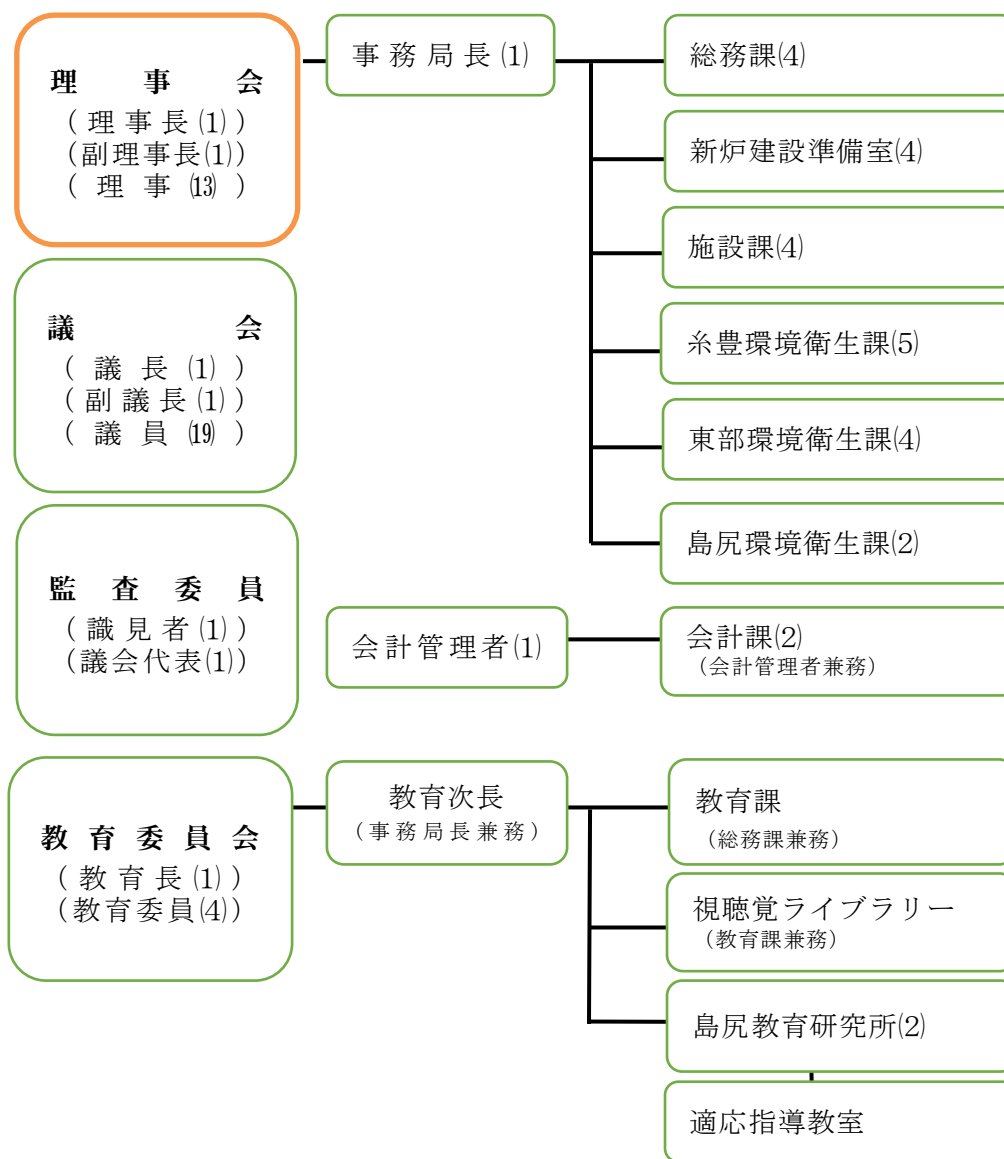 理事会
(理事長(1))
(副理事長(1))
(理事(13))
事務局長(1)
総務課(4)
新炉建設準備室(4)
施設課(4)
糸豊環境衛生課(5)
東部環境衛生課(4)
島尻環境衛生課(2)
議会
(議長(1))
(副議長(1))
(議員(19))
監査委員
(識見者(1))
(議会代表(1))
会計管理者(1)
会計課(2)
(会計管理者兼務)
教育委員会
(教育長(1))
(教育委員(4))
教育次長
(事務局長兼務)
教育課
(総務課兼務)
視聴覚ライブラリー
(教育課兼務)
島尻教育研究所(2)
適応指導教室